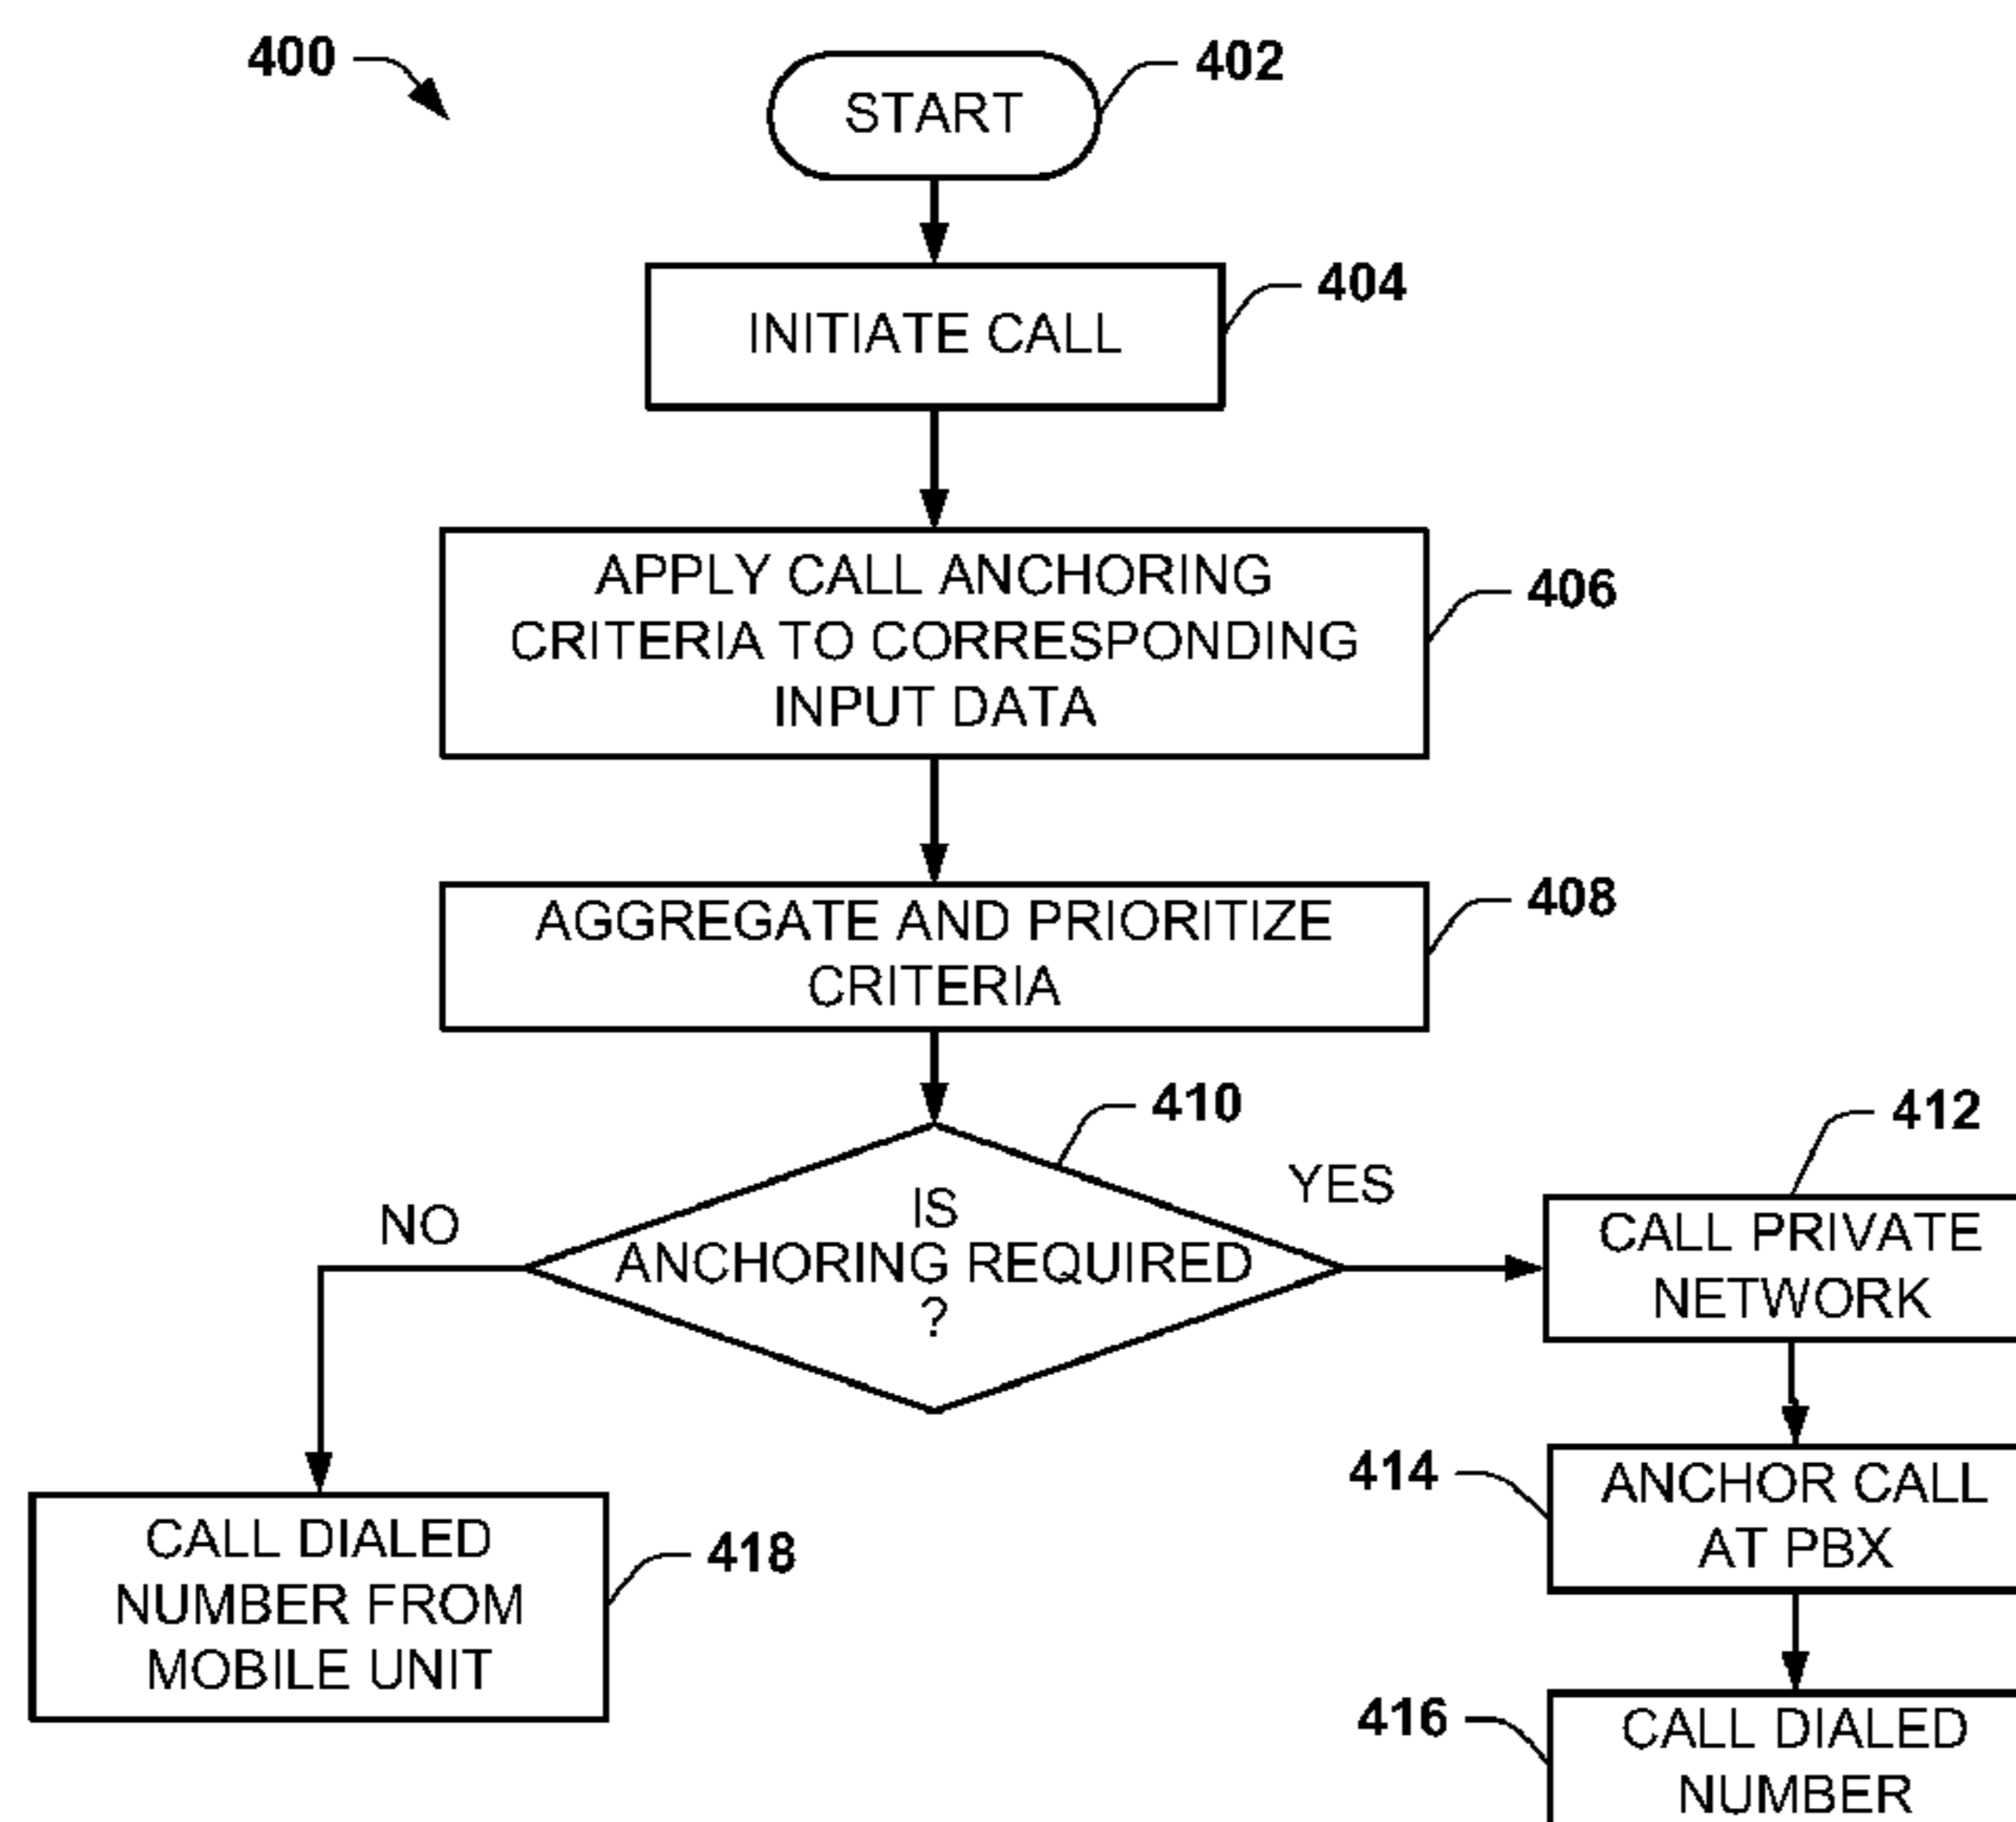 400
START
402
INITIATE CALL
404
APPLY CALL ANCHORING
CRITERIA TO CORRESPONDING
INPUT DATA
406
AGGREGATE AND PRIORITIZE
CRITERIA
408
410
IS
ANCHORING REQUIRED
?
NO
YES
412
CALL PRIVATE
NETWORK
414
ANCHOR CALL
AT PBX
CALL DIALED
NUMBER FROM
MOBILE UNIT
418
416
CALL DIALED
NUMBER